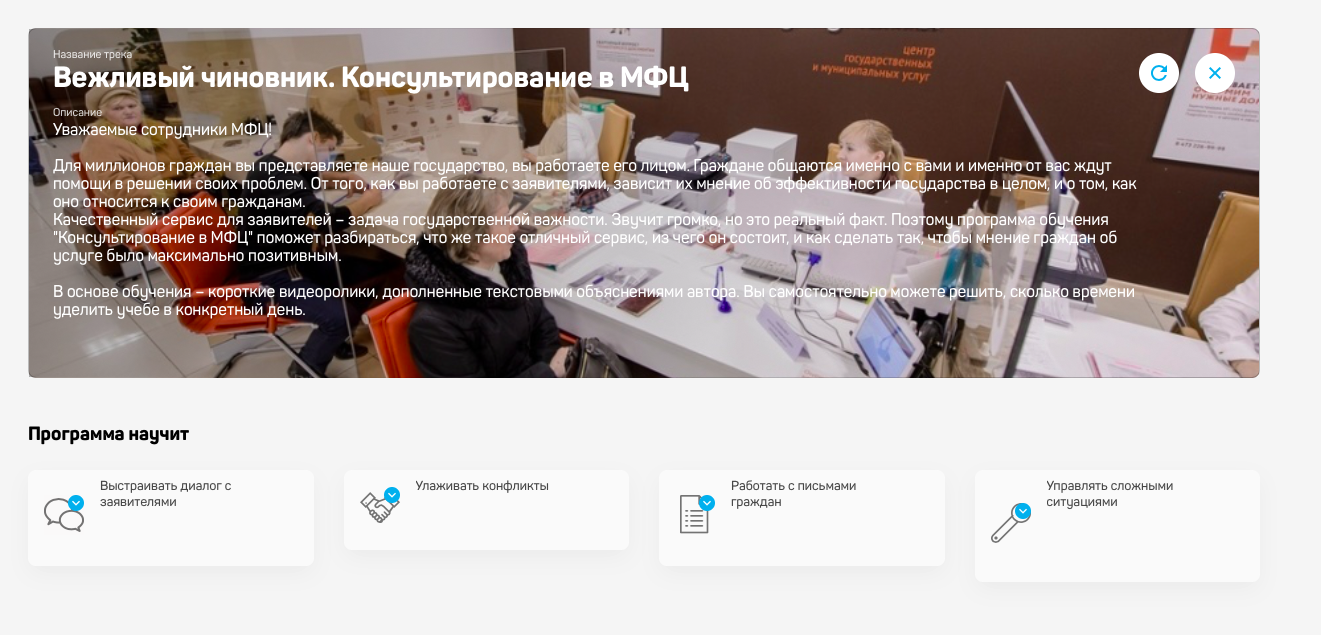 Название трека
Вежливый чиновник. Консультирование в МФЦ
Описание
Уважаемые сотрудники МФЦ!
Для миллионов граждан вы представляете наше государство, вы работаете его лицом. Граждане общаются именно с вами и именно от вас ждут
помощи в решении своих проблем. От того, как вы работаете с заявителями, зависит их мнение об эффективности государства в целом, и о том, как
оно относится к своим гражданам.
Качественный сервис для заявителей – задача государственной важности. Звучит громко, но это реальный факт. Поэтому программа обучения
"Консультирование в МФЦ" поможет разбираться, что же такое отличный сервис, из чего он состоит, и как сделать так, чтобы мнение граждан об
услуге было максимально позитивным.
В основе обучения – короткие видеоролики, дополненные текстовыми объяснениями автора. Вы самостоятельно можете решить, сколько времени
уделить учебе в конкретный день.
центр
государственных
и муниципальных услуг
НУЖНЫЕ
Программа научит
Выстраивать диалог с
заявителями
Улаживать конфликты
Работать с письмами
граждан
Управлять сложными
ситуациями